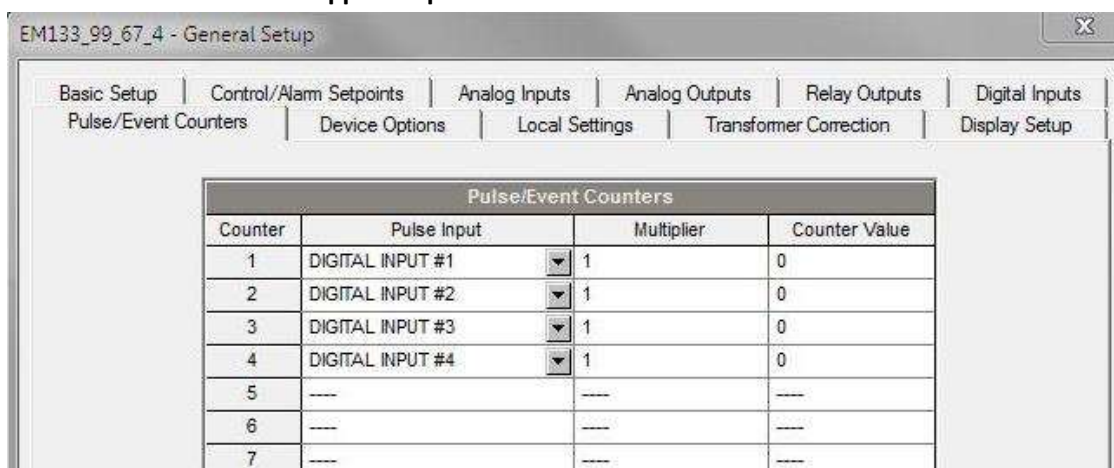 EM133_99_67_4 - General Setup
Basic Setup Control/Alarm Setpoints Analog Inputs Analog Outputs Relay Outputs Digital Inputs
Pulse/Event Counters Device Options Local Settings Transformer Correction Display Setup
Pulse/Event Counters
Counter Pulse Input Multiplier Counter Value
1 DIGITAL INPUT #1 1 0
2 DIGITAL INPUT #2 1 0
3 DIGITAL INPUT #3 1 0
4 DIGITAL INPUT #4 1 0
5 ---- ---- ----
6 ---- ---- ----
7 ---- ---- ----